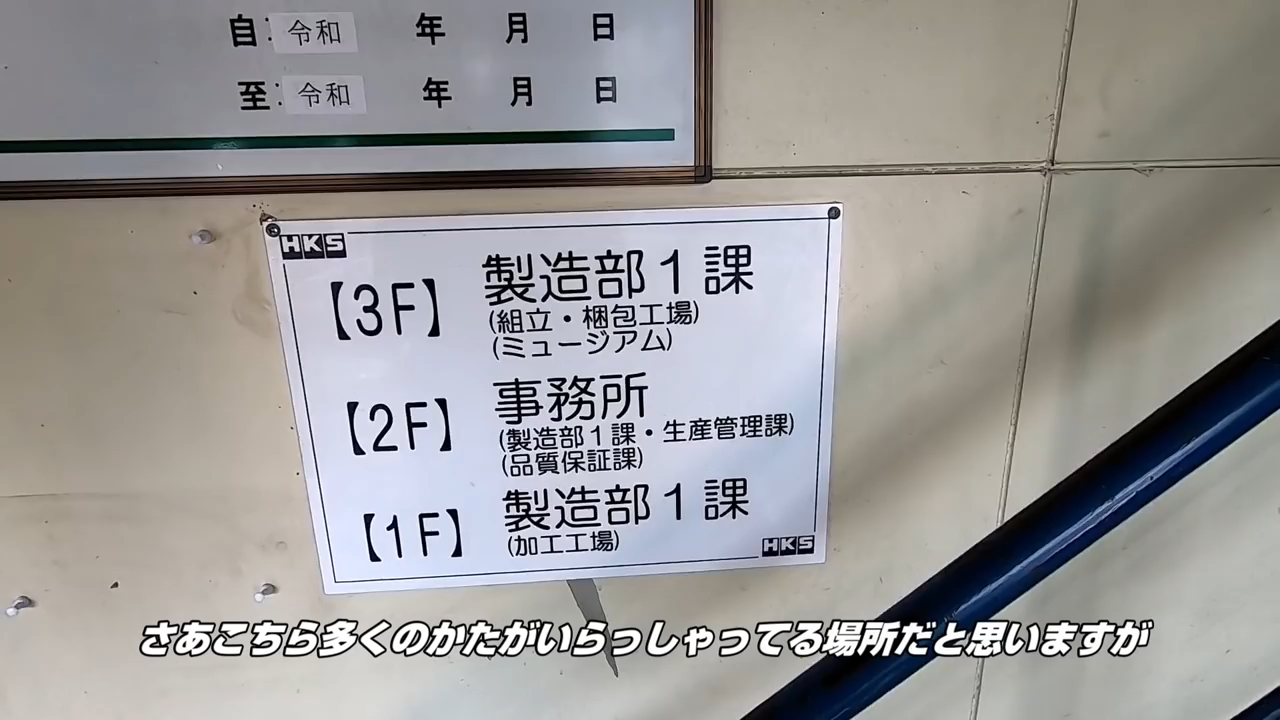 自: 令和 年 月 日
至: 令和 年 月 日
HKS
【3F】 製造部1課
(組立・梱包工場)
(ミュージアム)
【2F】 事務所
(製造部1課・生産管理課)
(品質保証課)
【1F】 製造部1課
(加工工場)
HKS
さあこちら多くのかたがいらっしゃってる場所だと思いますが